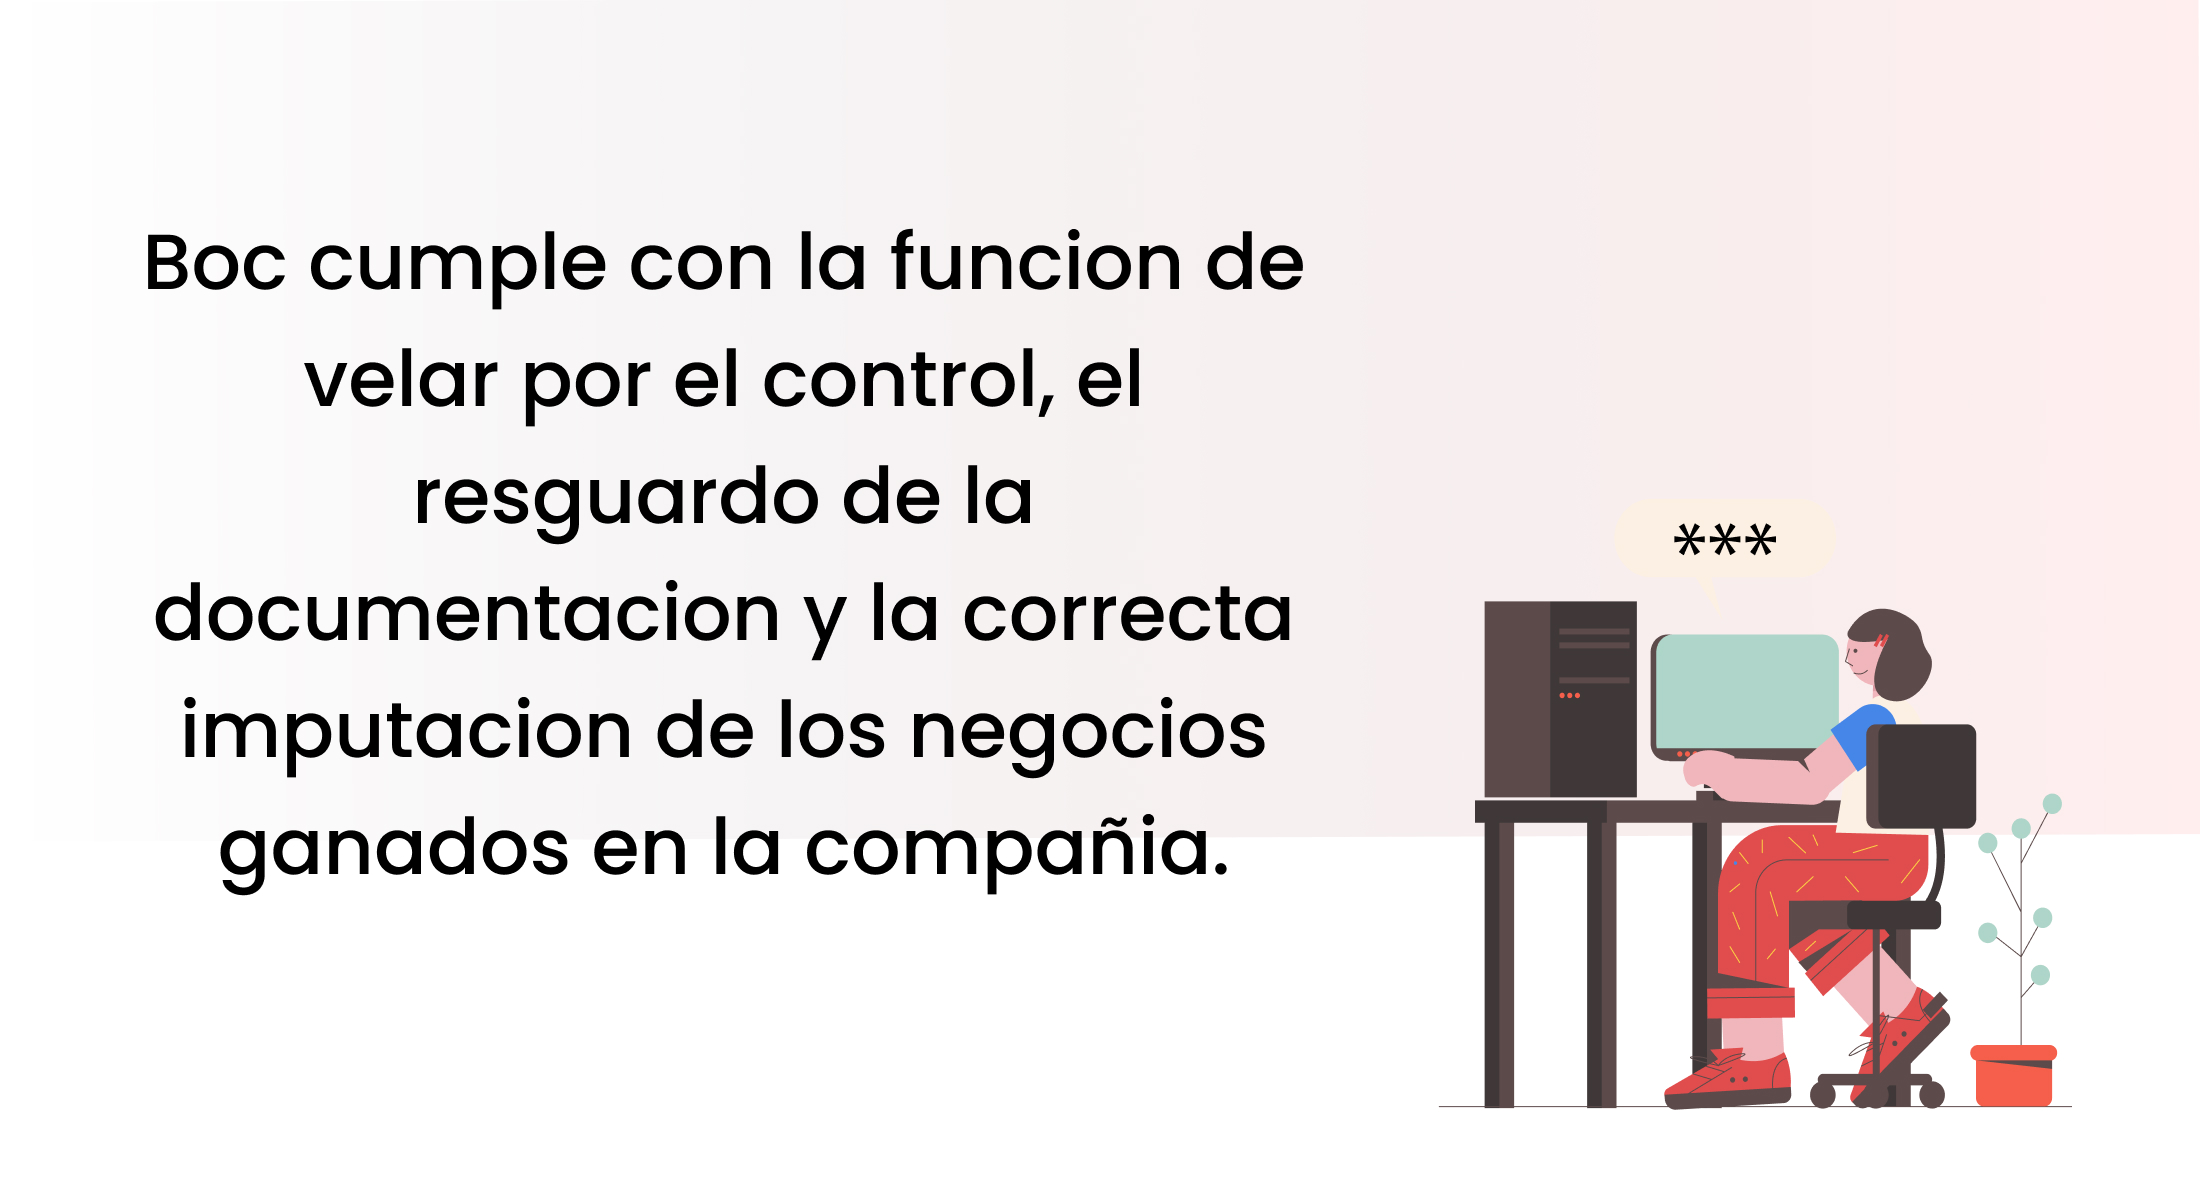 Boc cumple con la funcion de
velar por el control, el
resguardo de la
documentacion y la correcta
imputacion de los negocios
ganados en la compañia.
***